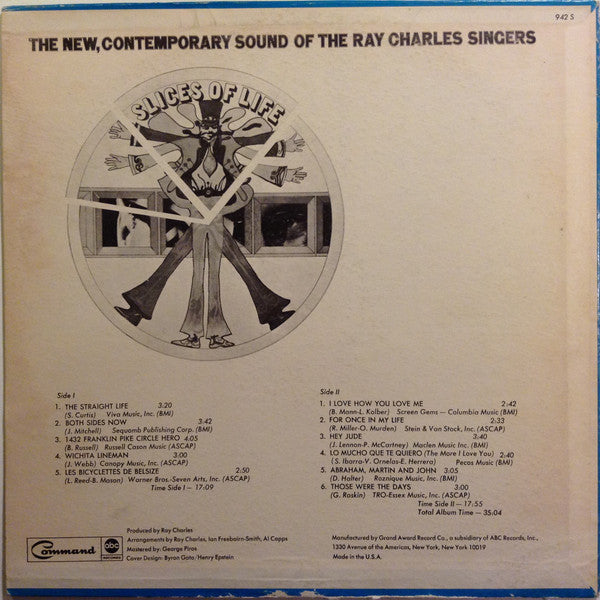 942 S
THE NEW, CONTEMPORARY SOUND OF THE RAY CHARLES SINGERS
SLICES OF LIFE
Side I
1. THE STRAIGHT LIFE 3:20
(S. Curtis) Viva Music, Inc. (BMI)
2. BOTH SIDES NOW 3:42
(J. Mitchell) Sequomb Publishing Corp. (BMI)
3. 1432 FRANKLIN PIKE CIRCLE HERO 4:05
(B. Russell) Russell Cason Music (ASCAP)
4. WICHITA LINEMAN 3:00
(J. Webb) Canopy Music, Inc. (ASCAP)
5. LES BICYCLETTES DE BELSIZE 2:50
(L. Reed-B. Mason) Warner Bros.-Seven Arts, Inc. (ASCAP)
Time Side I – 17:09
Side II
1. I LOVE HOW YOU LOVE ME 2:42
(B. Mann-L. Kolber) Screen Gems – Columbia Music (BMI)
2. FOR ONCE IN MY LIFE 2:33
(R. Miller-O. Murden) Stein & Van Stock, Inc. (ASCAP)
3. HEY JUDE 3:40
(J. Lennon-P. McCartney) Maclen Music Inc. (BMI)
4. LO MUCHO QUE TE QUIERO (The More I Love You) 2:40
(S. Ibarra-V. Ornelas-E. Herrera) Pecos Music (BMI)
5. ABRAHAM, MARTIN AND JOHN 3:05
(D. Halter) Roznique Music, Inc. (BMI)
6. THOSE WERE THE DAYS 3:00
(G. Raskin) TRO-Essex Music, Inc. (ASCAP)
Time Side II – 17:55
Total Album Time – 35:04
Command
abc
RECORDS
Produced by Ray Charles
Arrangements by Ray Charles, Ian Freebairn-Smith, Al Capps
Mastered by: George Piros
Cover Design: Byron Goto/Henry Epstein
Manufactured by Grand Award Record Co., a subsidiary of ABC Records, Inc.,
1330 Avenue of the Americas, New York, New York 10019
Made in the U.S.A.